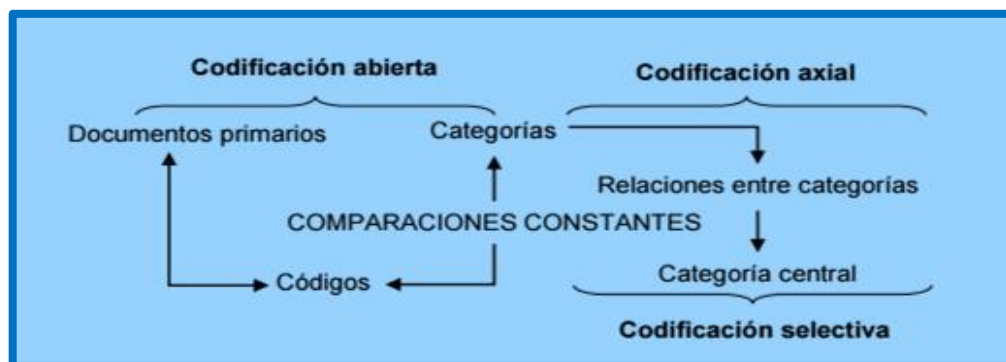 Codificación abierta
Codificación axial
Documentos primarios
Categorías
Relaciones entre categorías
COMPARACIONES CONSTANTES
Códigos
Categoría central
Codificación selectiva